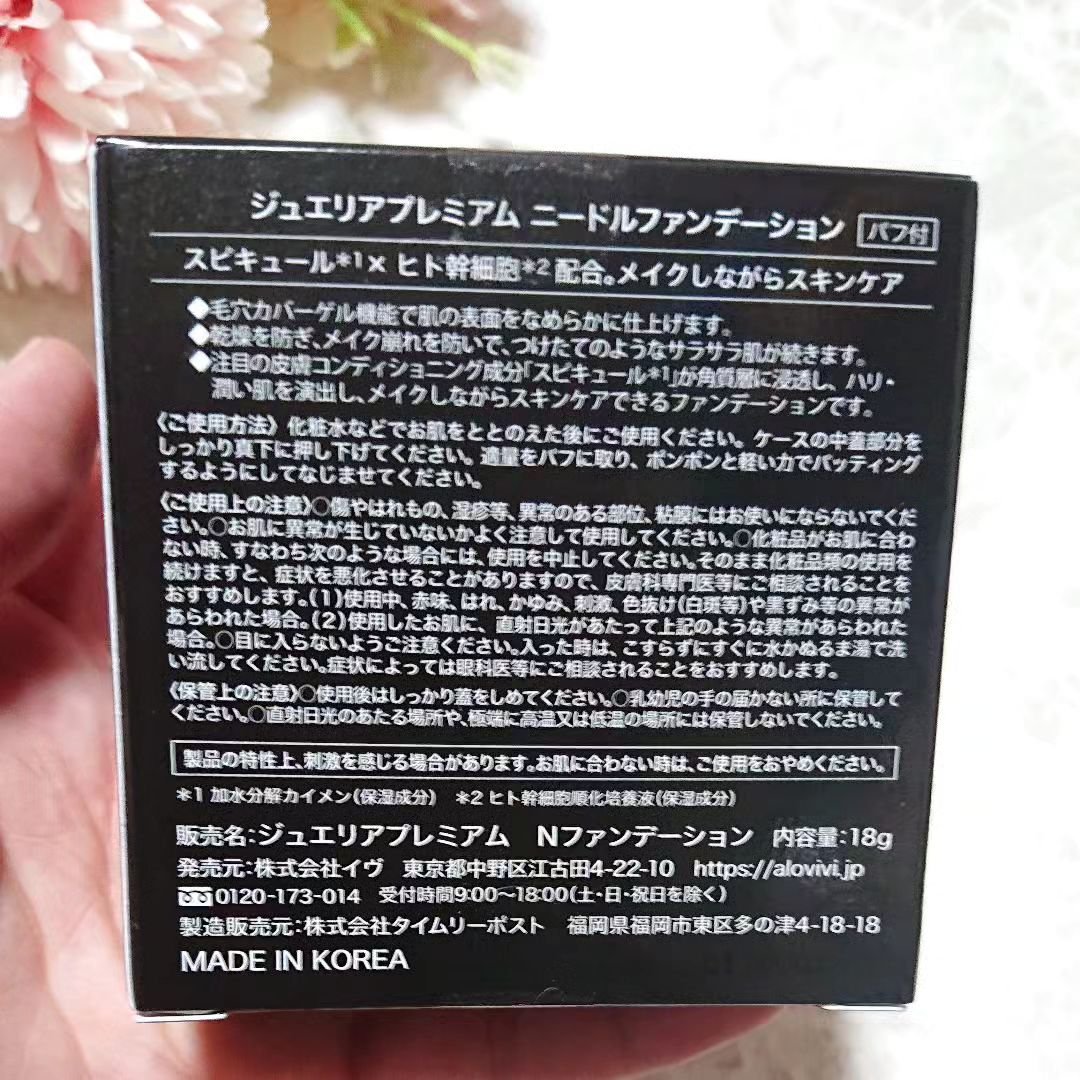 ジュエリアプレミアム ニードルファンデーション パフ付
スピキュール*1× ヒト幹細胞*2 配合。メイクしながらスキンケア
◆毛穴カバーゲル機能で肌の表面をなめらかに仕上げます。
◆乾燥を防ぎ、メイク崩れを防いで、つけたてのようなサラサラ肌が続きます。
◆注目の皮膚コンディショニング成分「スピキュール*1」が角質層に浸透し、ハリ・
潤い肌を演出し、メイクしながらスキンケアできるファンデーションです。
〈ご使用方法〉化粧水などでお肌をととのえた後にご使用ください。ケースの中蓋部分を
しっかり真下に押し下げてください。適量をパフに取り、ポンポンと軽い力でパッティング
するようにしてなじませてください。
〈ご使用上の注意〉○傷やはれもの、湿疹等、異常のある部位、粘膜にはお使いにならないでくだ
さい。○お肌に異常が生じていないかよく注意して使用してください。○化粧品がお肌に合わ
ない時、すなわち次のような場合には、使用を中止してください。そのまま化粧品類の使用を
続けますと、症状を悪化させることがありますので、皮膚科専門医等にご相談されることを
おすすめします。(1)使用中、赤味、はれ、かゆみ、刺激、色抜け(白斑等)や黒ずみ等の異常が
あらわれた場合。(2)使用したお肌に、直射日光があたって上記のような異常があらわれた
場合。○目に入らないようご注意ください。入った時は、こすらずにすぐに水かぬるま湯で洗
い流してください。症状によっては眼科医等にご相談されることをおすすめします。
〈保管上の注意〉○使用後はしっかり蓋をしめてください。○乳幼児の手の届かない所に保管して
ください。○直射日光のあたる場所や、極端に高温又は低温の場所には保管しないでください。
製品の特性上、刺激を感じる場合があります。お肌に合わない時は、ご使用をおやめください。
*1 加水分解カイメン(保湿成分) *2 ヒト幹細胞順化培養液(保湿成分)
販売名:ジュエリアプレミアム Nファンデーション 内容量:18g
発売元:株式会社イヴ 東京都中野区江古田4-22-10 https://alovivi.jp
0120-173-014 受付時間9:00〜18:00(土・日・祝日を除く)
製造販売元:株式会社タイムリーポスト 福岡県福岡市東区多の津4-18-18
MADE IN KOREA